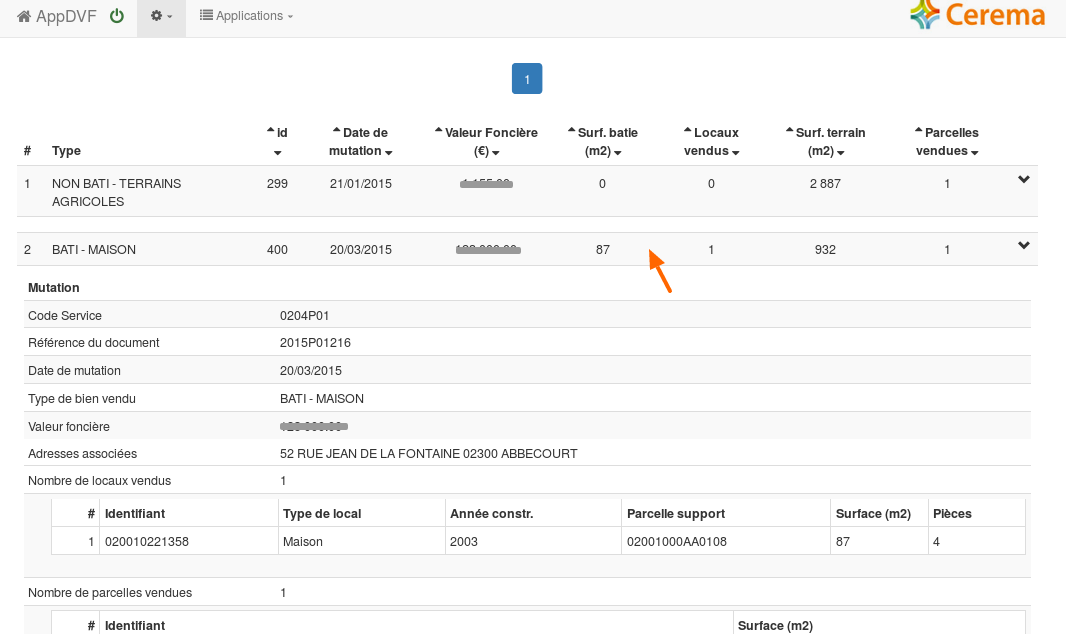 AppDVF Applications Cerema
1
# Type id Date de mutation Valeur Foncière (€) Surf. batie (m2) Locaux vendus Surf. terrain (m2) Parcelles vendues
1 NON BATI - TERRAINS AGRICOLES 299 21/01/2015 0 0 2 887 1
2 BATI - MAISON 400 20/03/2015 87 1 932 1
Mutation
Code Service 0204P01
Référence du document 2015P01216
Date de mutation 20/03/2015
Type de bien vendu BATI - MAISON
Valeur foncière
Adresses associées 52 RUE JEAN DE LA FONTAINE 02300 ABBECOURT
Nombre de locaux vendus 1
# Identifiant Type de local Année constr. Parcelle support Surface (m2) Pièces
1 020010221358 Maison 2003 02001000AA0108 87 4
Nombre de parcelles vendues 1
# Identifiant Surface (m2)